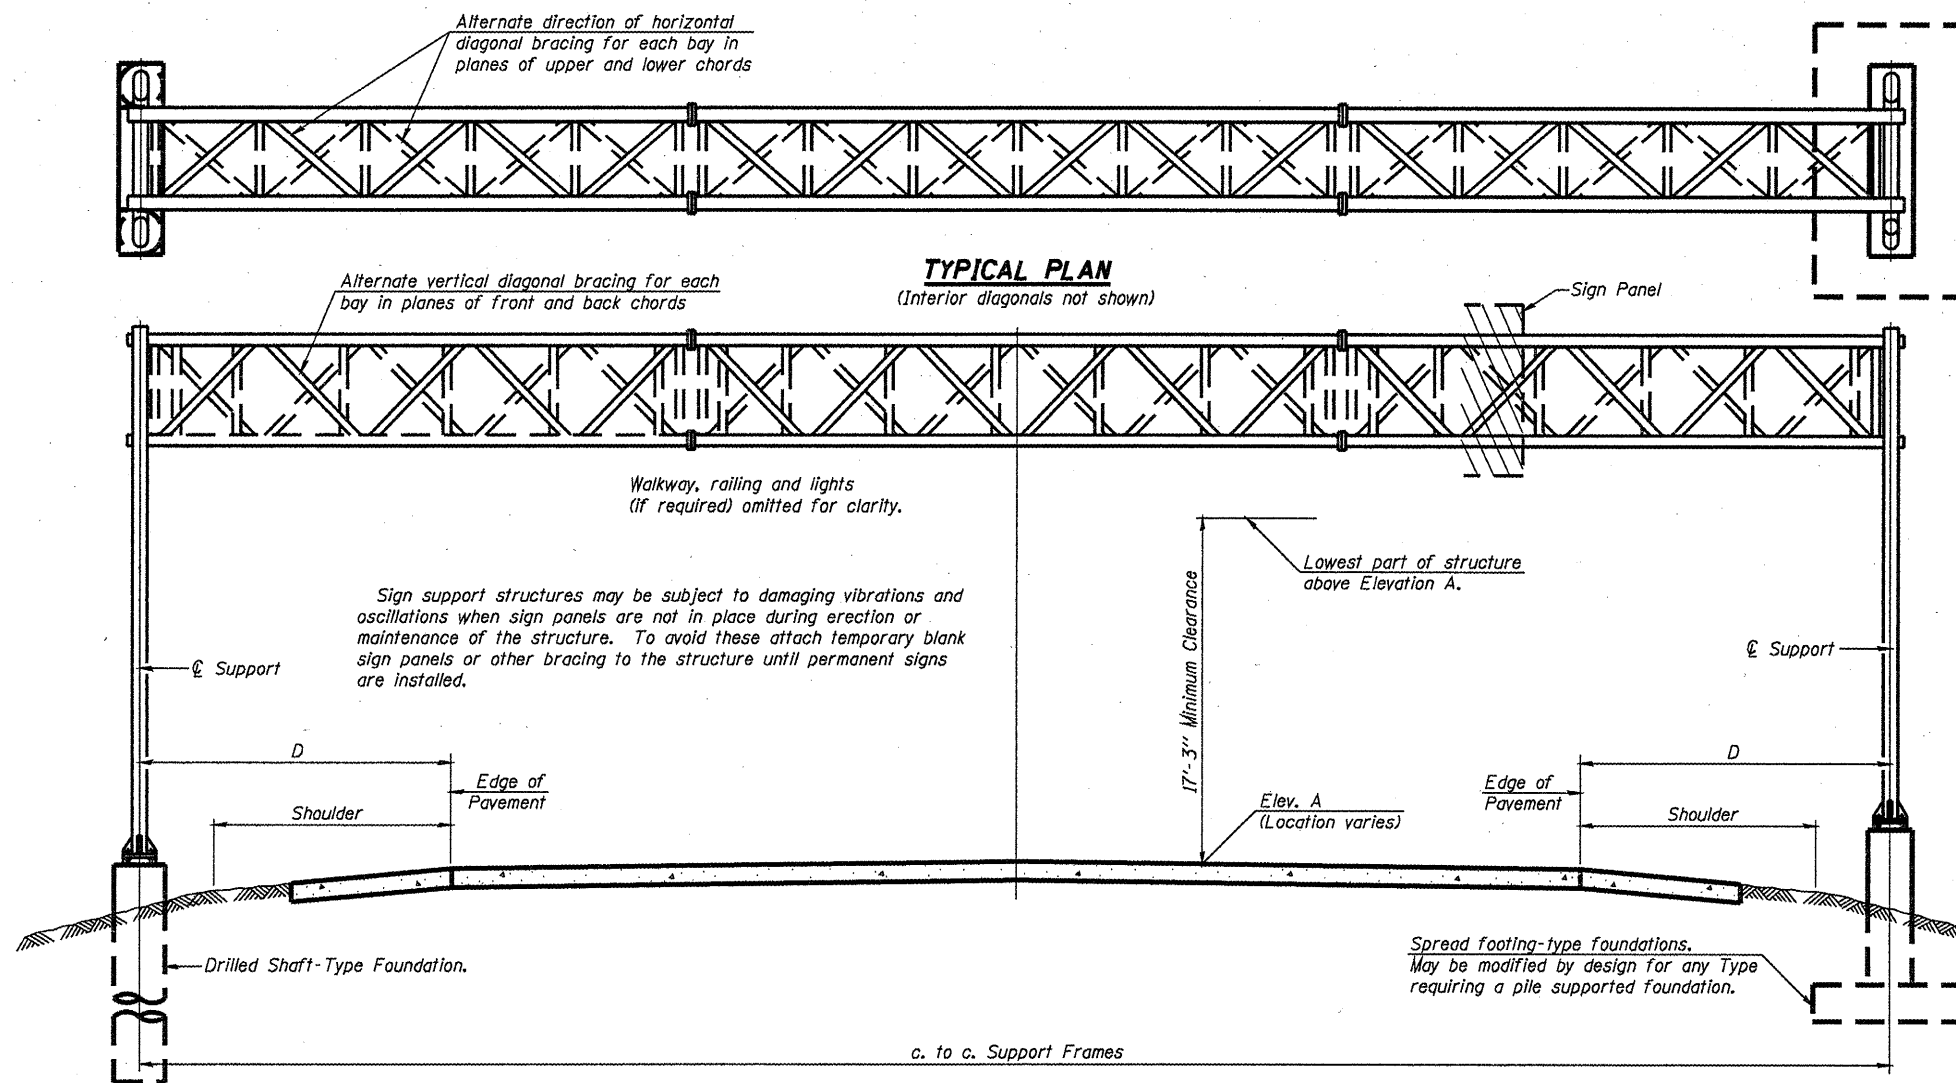 Alternate direction of horizontal
diagonal bracing for each bay in
planes of upper and lower chords
TYPICAL PLAN
(Interior diagonals not shown)
Alternate vertical diagonal bracing for each
bay in planes of front and back chords
Sign Panel
Walkway, railing and lights
(if required) omitted for clarity.
Lowest part of structure
above Elevation A.
17'-3" Minimum Clearance
Sign support structures may be subject to damaging vibrations and
oscillations when sign panels are not in place during erection or
maintenance of the structure. To avoid these attach temporary blank
sign panels or other bracing to the structure until permanent signs
are installed.
℄ Support
℄ Support
D
D
Edge of
Pavement
Edge of
Pavement
Shoulder
Shoulder
Elev. A
(Location varies)
Drilled Shaft-Type Foundation.
Spread footing-type foundations.
May be modified by design for any Type
requiring a pile supported foundation.
c. to c. Support Frames